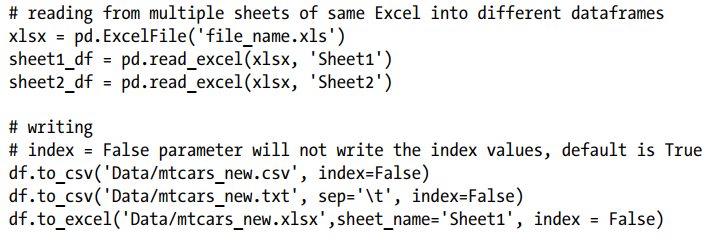 # reading from multiple sheets of same Excel into different dataframes
xlsx = pd.ExcelFile('file_name.xls')
sheet1_df = pd.read_excel(xlsx, 'Sheet1')
sheet2_df = pd.read_excel(xlsx, 'Sheet2')

# writing
# index = False parameter will not write the index values, default is True
df.to_csv('Data/mtcars_new.csv', index=False)
df.to_csv('Data/mtcars_new.txt', sep='\t', index=False)
df.to_excel('Data/mtcars_new.xlsx',sheet_name='Sheet1', index = False)